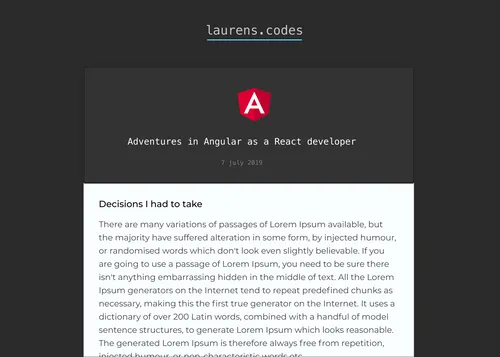 laurens.codes
A
Adventures in Angular as a React developer
7 july 2019
Decisions I had to take
There are many variations of passages of Lorem Ipsum available, but
the majority have suffered alteration in some form, by injected humour,
or randomised words which don't look even slightly believable. If you
are going to use a passage of Lorem Ipsum, you need to be sure there
isn't anything embarrassing hidden in the middle of text. All the Lorem
Ipsum generators on the Internet tend to repeat predefined chunks as
necessary, making this the first true generator on the Internet. It uses a
dictionary of over 200 Latin words, combined with a handful of model
sentence structures, to generate Lorem Ipsum which looks reasonable.
The generated Lorem Ipsum is therefore always free from repetition,
injected humour, or non-characteristic words etc.